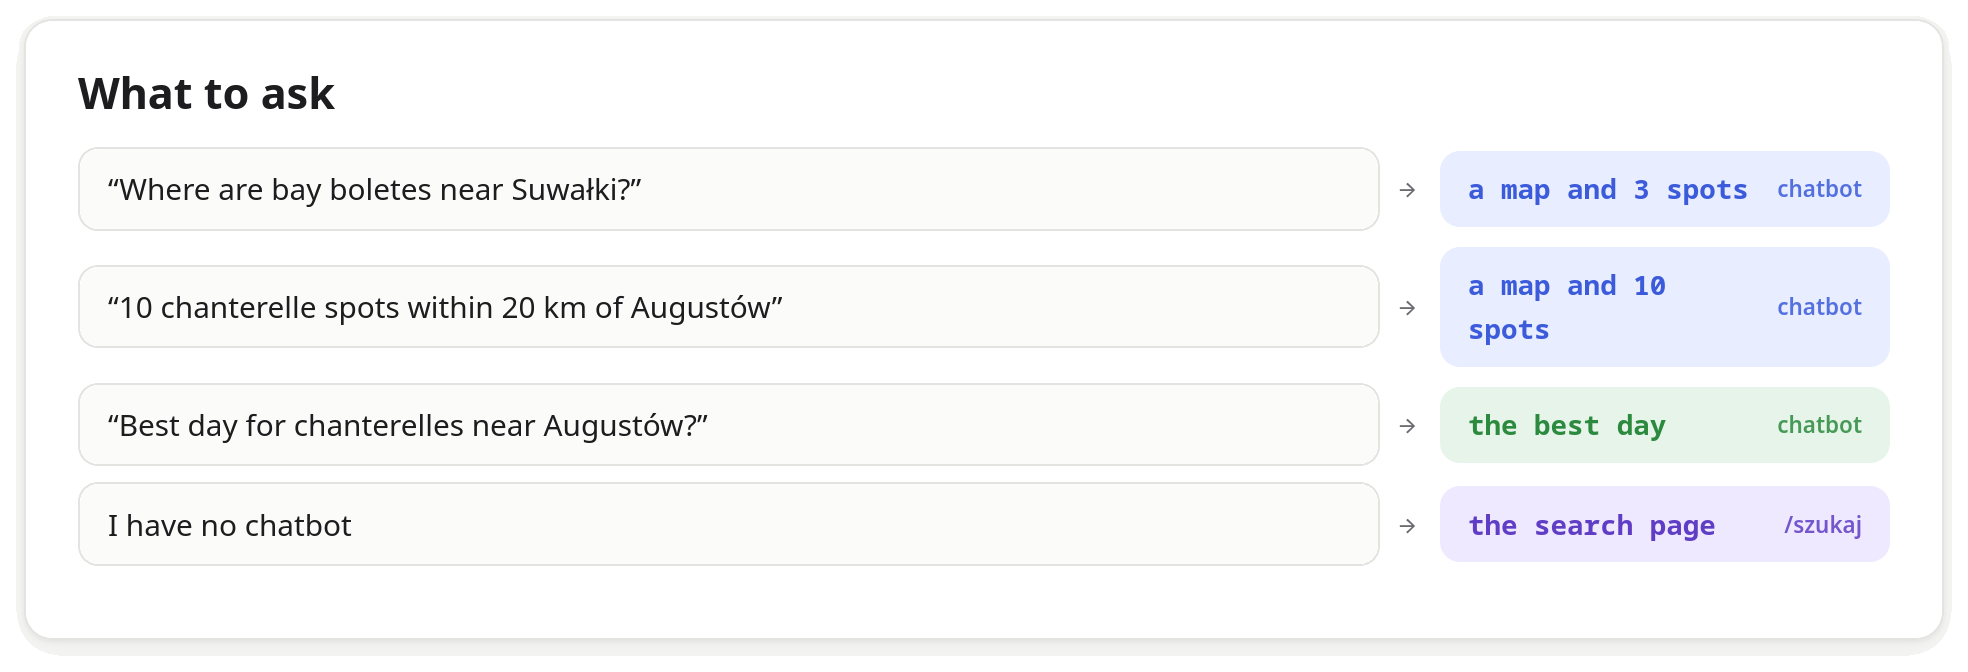 What to ask
“Where are bay boletes near Suwałki?” → a map and 3 spots chatbot
“10 chanterelle spots within 20 km of Augustów” → a map and 10 chatbot
spots
“Best day for chanterelles near Augustów?” → the best day chatbot
I have no chatbot → the search page /szukaj